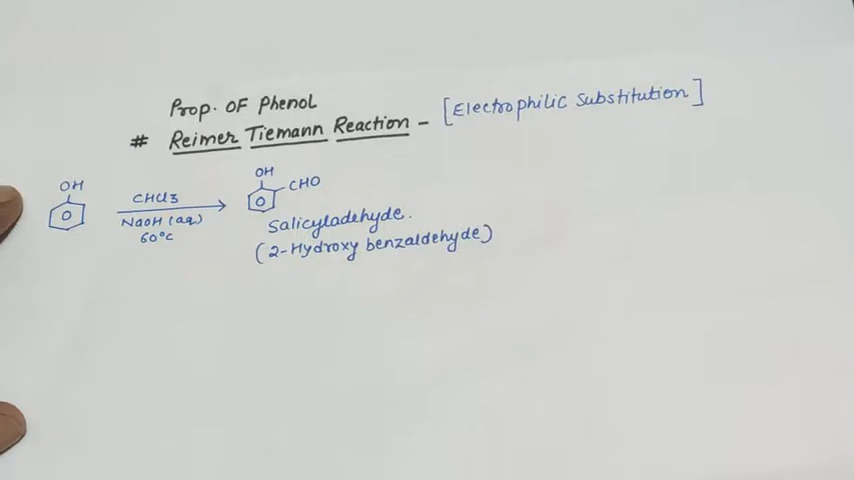 Prop. OF Phenol
# Reimer Tiemann Reaction - [Electrophilic Substitution]
OH
CHCl3
NaOH (aq)
60°C
OH
CHO
Salicyladehyde.
(2-Hydroxy benzaldehyde)